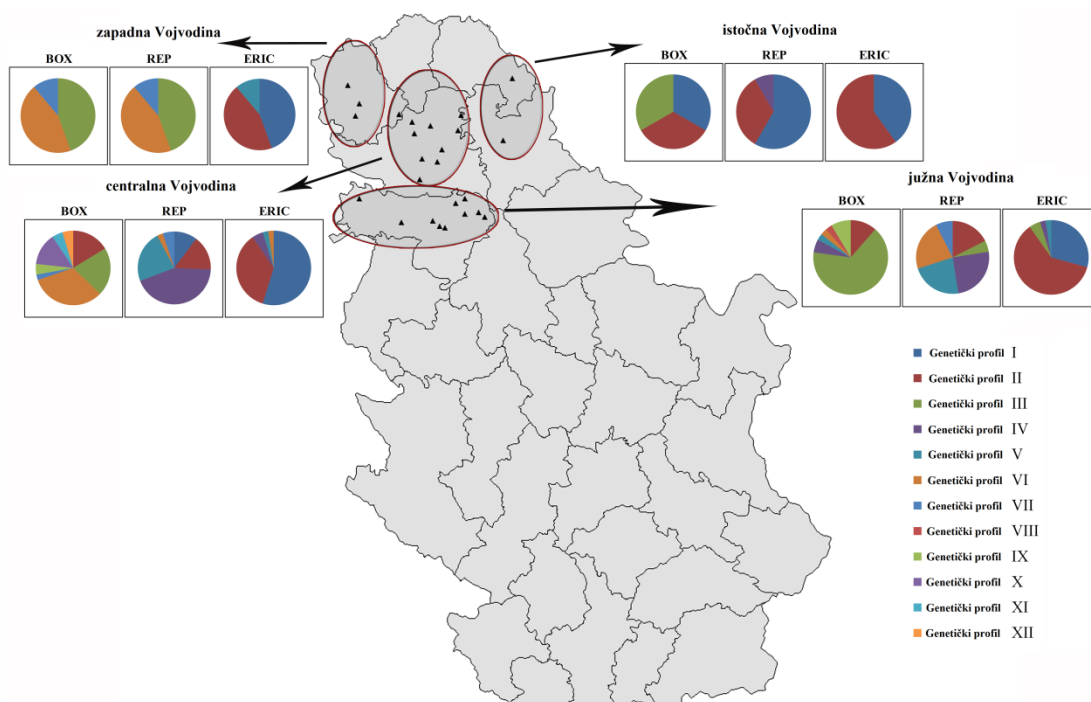 zapadna Vojvodina
BOX REP ERIC
istočna Vojvodina
BOX REP ERIC
centralna Vojvodina
BOX REP ERIC
južna Vojvodina
BOX REP ERIC
Genetički profil I
Genetički profil II
Genetički profil III
Genetički profil IV
Genetički profil V
Genetički profil VI
Genetički profil VII
Genetički profil VIII
Genetički profil IX
Genetički profil X
Genetički profil XI
Genetički profil XII